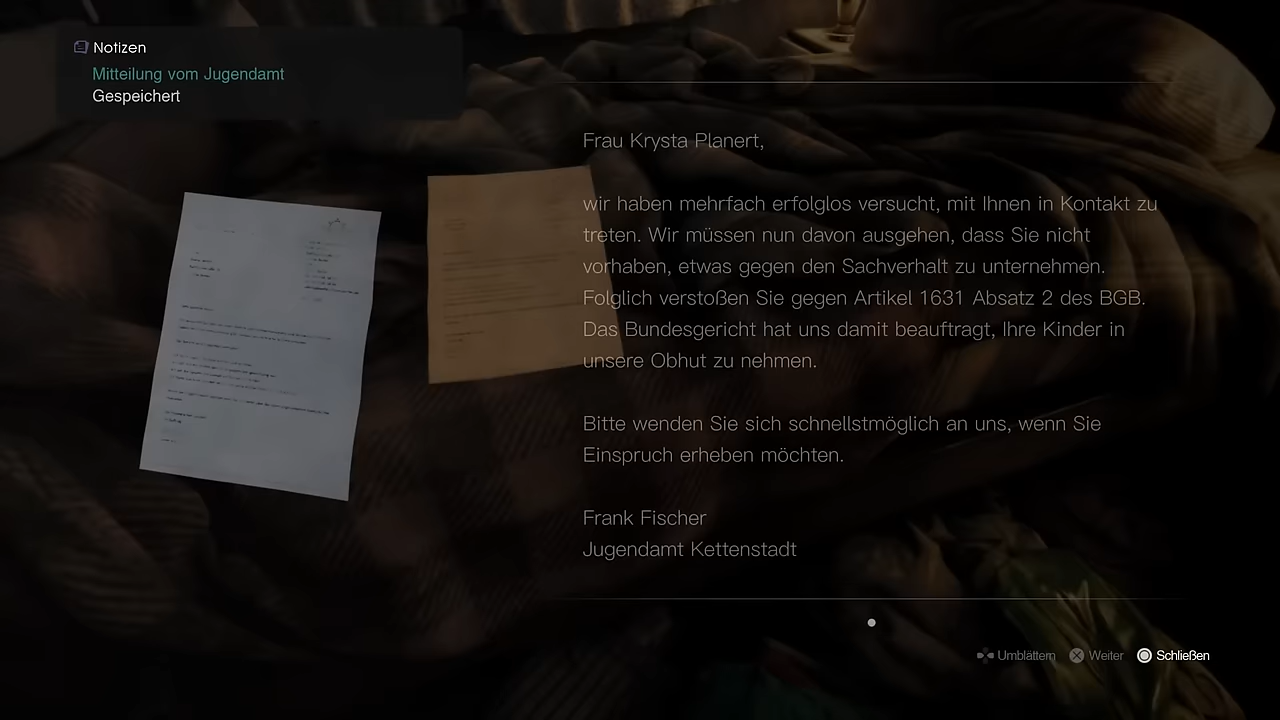 Notizen
Mitteilung vom Jugendamt
Gespeichert
Frau Krysta Planert,
wir haben mehrfach erfolglos versucht, mit Ihnen in Kontakt zu
treten. Wir müssen nun davon ausgehen, dass Sie nicht
vorhaben, etwas gegen den Sachverhalt zu unternehmen.
Folglich verstoßen Sie gegen Artikel 1631 Absatz 2 des BGB.
Das Bundesgericht hat uns damit beauftragt, Ihre Kinder in
unsere Obhut zu nehmen.
Bitte wenden Sie sich schnellstmöglich an uns, wenn Sie
Einspruch erheben möchten.
Frank Fischer
Jugendamt Kettenstadt
Umblättern Weiter Schließen